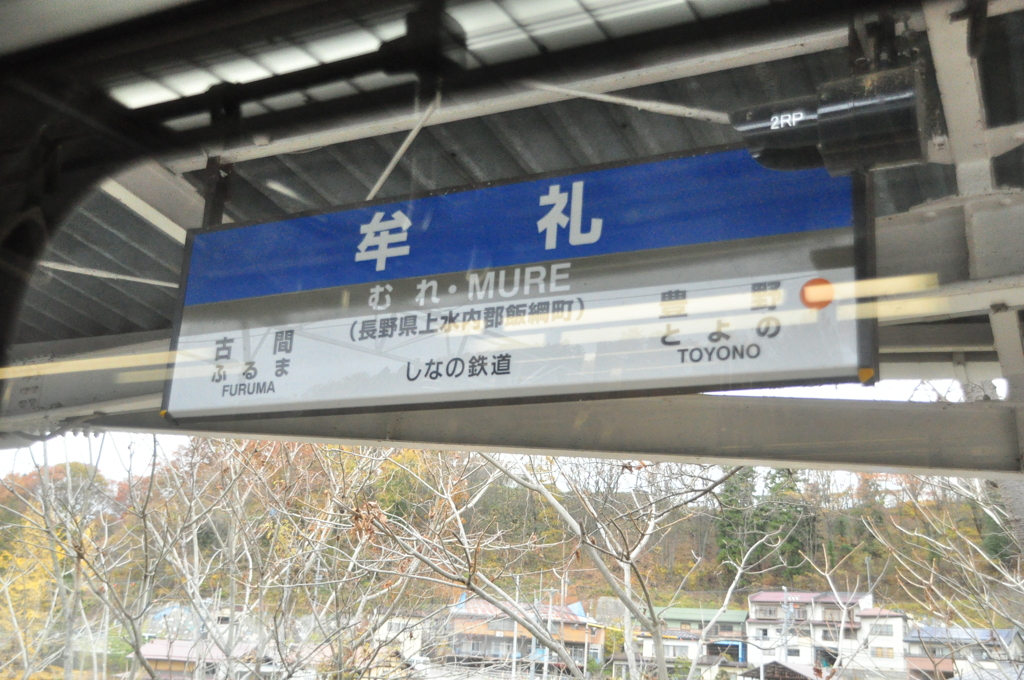 2RP
牟礼
むれ・MURE
(長野県上水内郡飯綱町)
古間
ふるま
FURUMA
しなの鉄道
豊野
とよの
TOYONO